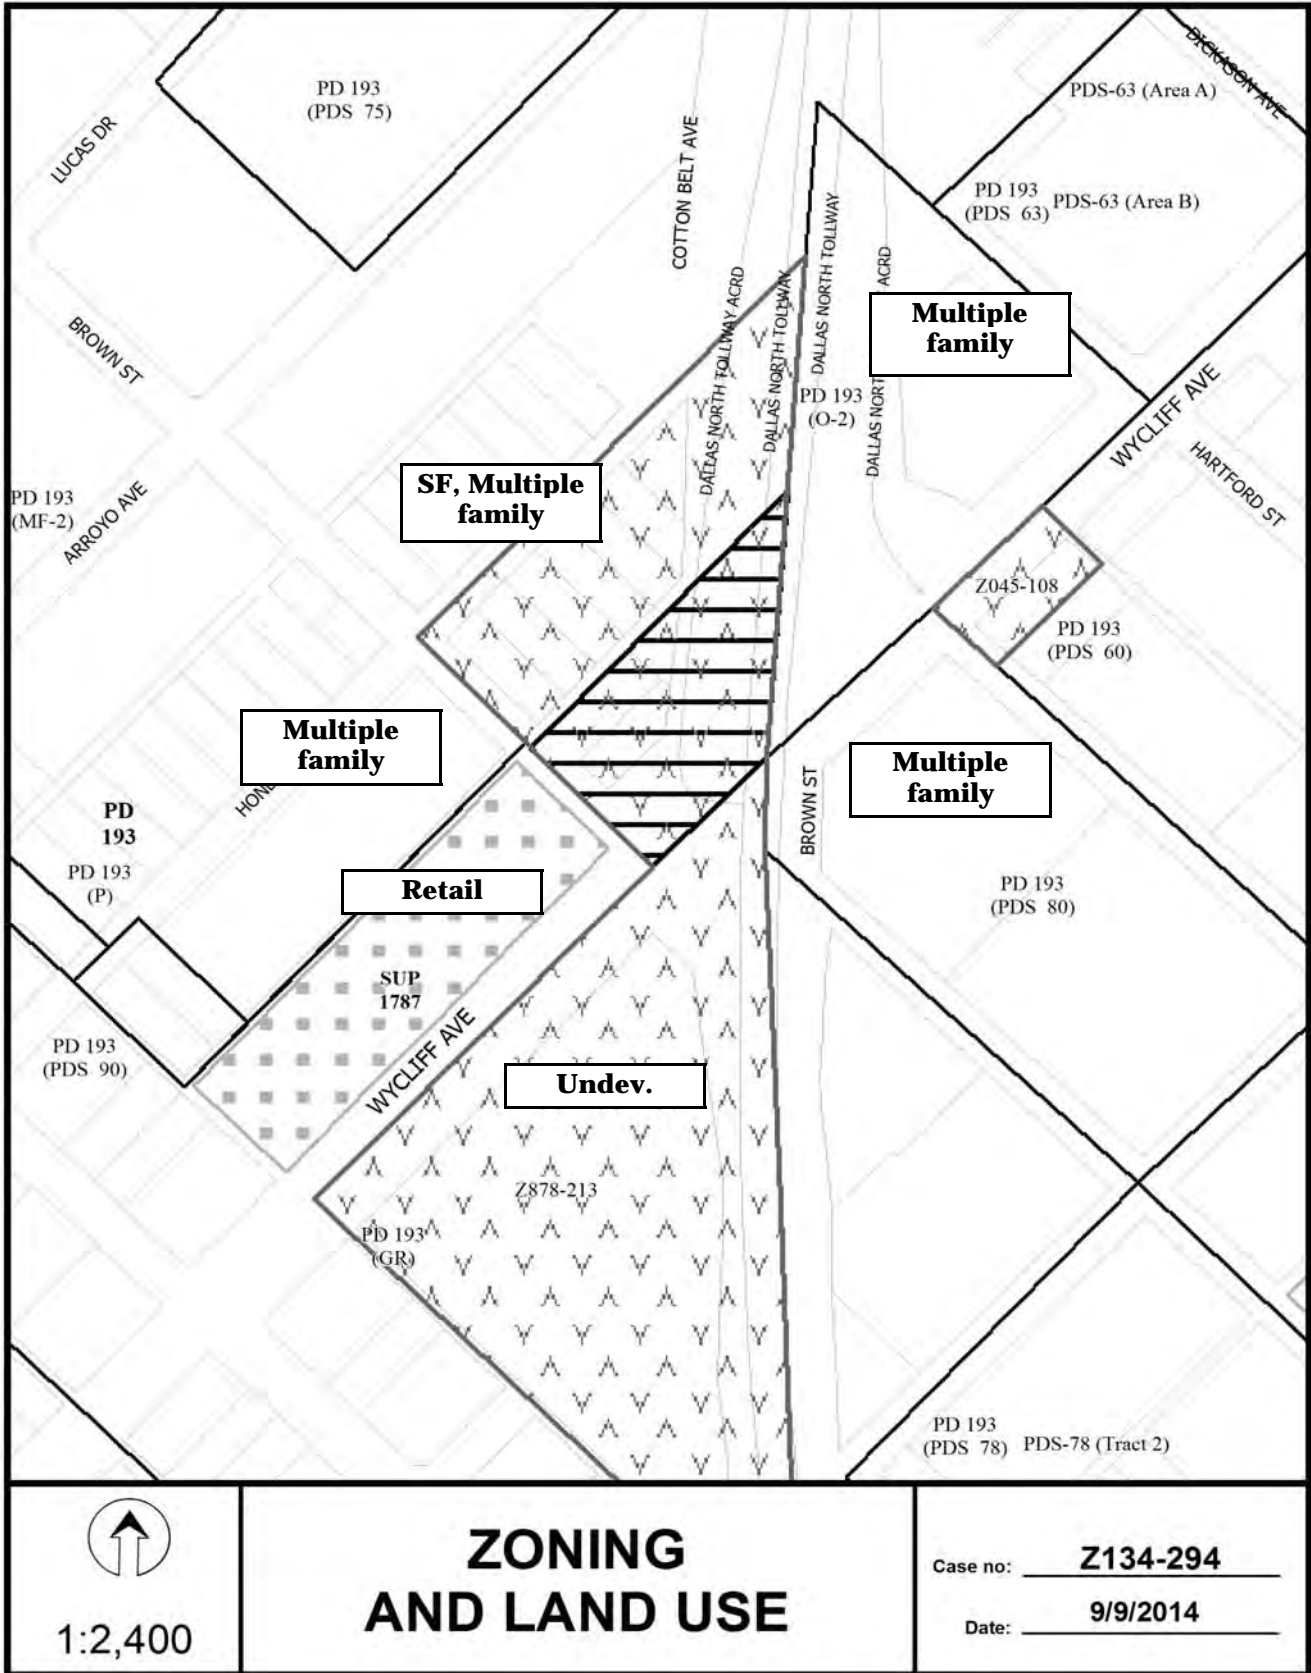 DICKASON AVE
PD 193
(PDS 75)
PDS-63 (Area A)
LUCAS DR
COTTON BELT AVE
PD 193
(PDS 63)
PDS-63 (Area B)
DALLAS NORTH TOLLWAY ACRD
DALLAS NORTH TOLLWAY
DALLAS NORTH TOLLWAY
DALLAS NORT
ACRD
Multiple
family
BROWN ST
PD 193
(O-2)
WYCLIFF AVE
HARTFORD ST
SF, Multiple
family
PD 193
(MF-2)
ARROYO AVE
Z045-108
PD 193
(PDS 60)
Multiple
family
HON
Multiple
family
BROWN ST
PD
193
PD 193
(P)
Retail
PD 193
(PDS 80)
SUP
1787
WYCLIFF AVE
PD 193
(PDS 90)
Undev.
Z878-213
PD 193
(GR)
PD 193
(PDS 78)
PDS-78 (Tract 2)
1:2,400
ZONING
AND LAND USE
Case no: Z134-294
Date: 9/9/2014